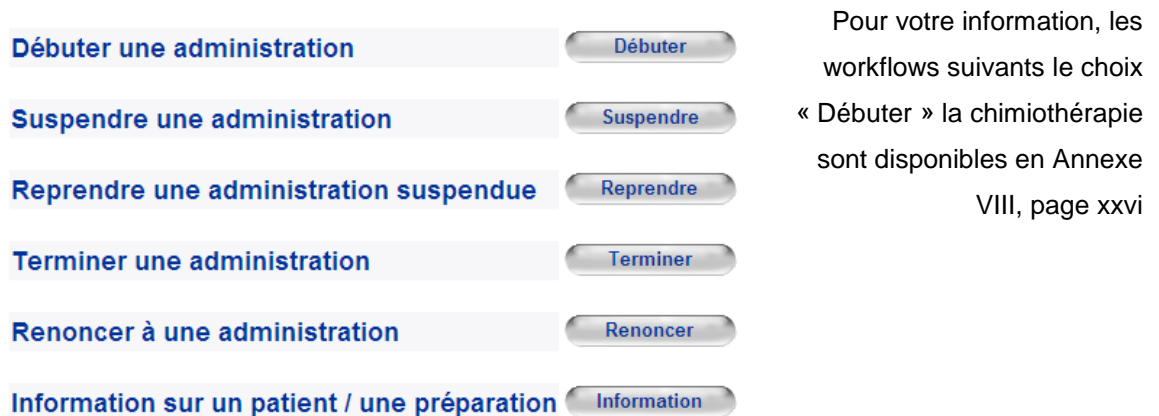 Débuter une administration Débuter
Suspendre une administration Suspendre
Reprendre une administration suspendue Reprendre
Terminer une administration Terminer
Renoncer à une administration Renoncer
Information sur un patient / une préparation Information
Pour votre information, les
workflows suivants le choix
« Débuter » la chimiothérapie
sont disponibles en Annexe
VIII, page xxvi